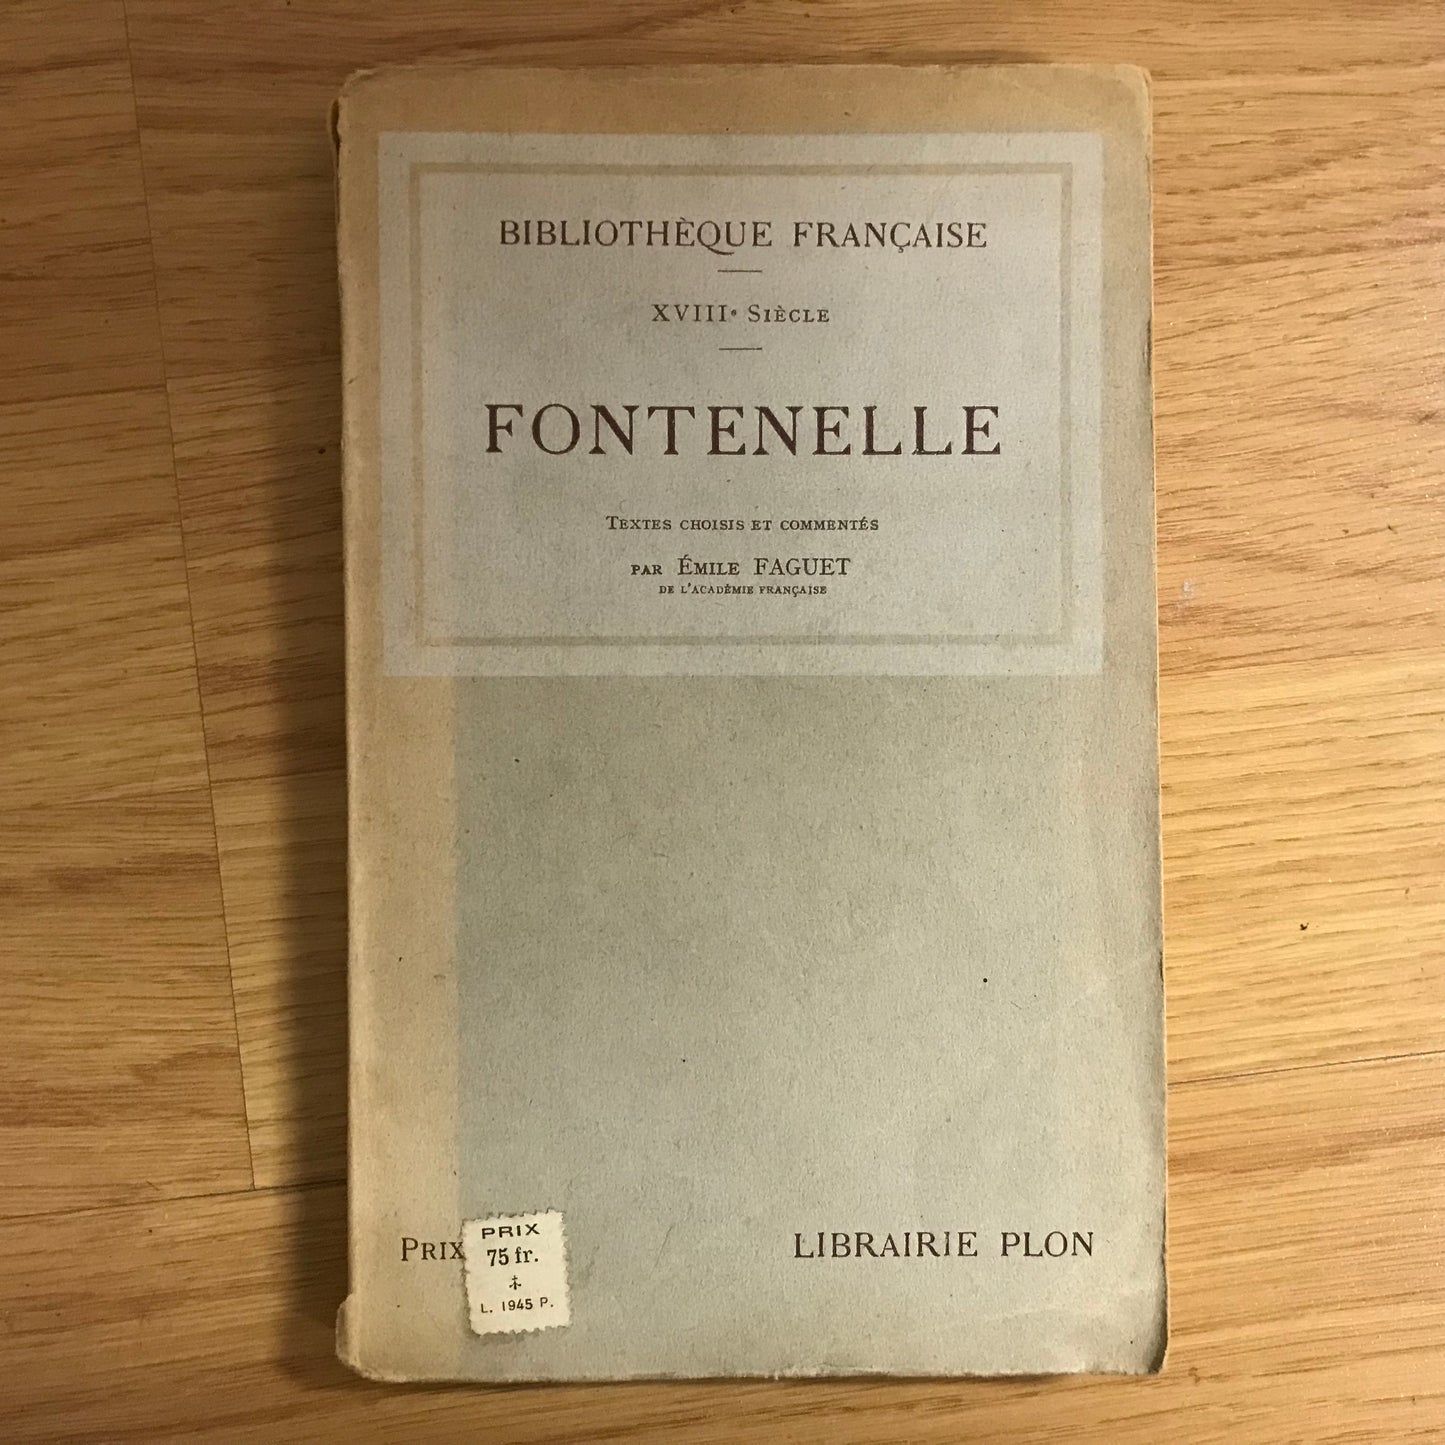 BIBLIOTHÈQUE FRANÇAISE
XVIIIe SIÈCLE
FONTENELLE
TEXTES CHOISIS ET COMMENTÉS
PAR ÉMILE FAGUET
DE L'ACADÉMIE FRANÇAISE
PRIX
PRIX
75 fr.
L. 1945 P.
LIBRAIRIE PLON